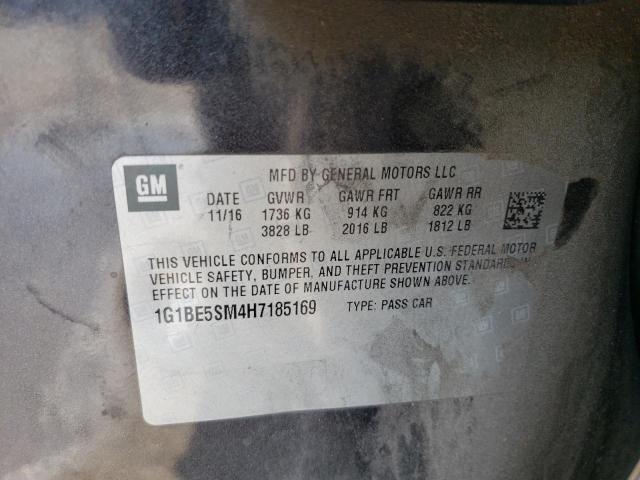 GM
MFD BY GENERAL MOTORS LLC
DATE GVWR GAWR FRT GAWR RR
11/16 1736 KG 914 KG 822 KG
3828 LB 2016 LB 1812 LB
THIS VEHICLE CONFORMS TO ALL APPLICABLE U.S. FEDERAL MOTOR
VEHICLE SAFETY, BUMPER, AND THEFT PREVENTION STANDARDS IN
EFFECT ON THE DATE OF MANUFACTURE SHOWN ABOVE.
1G1BE5SM4H7185169 TYPE: PASS CAR